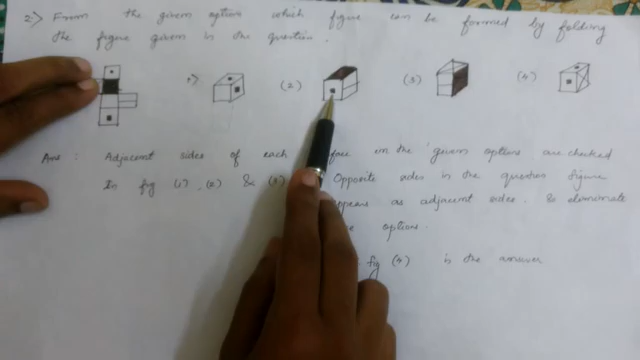 2.) From the given options which figure can be formed by folding
the figure given in the question.
1.) (2) (3) (4)
Ans : Adjacent sides of each face in the given options are checked
In fig (1), (2) & (3) Opposite sides in the question figure
appears as adjacent sides. & eliminate
options.
fig (4) is the answer